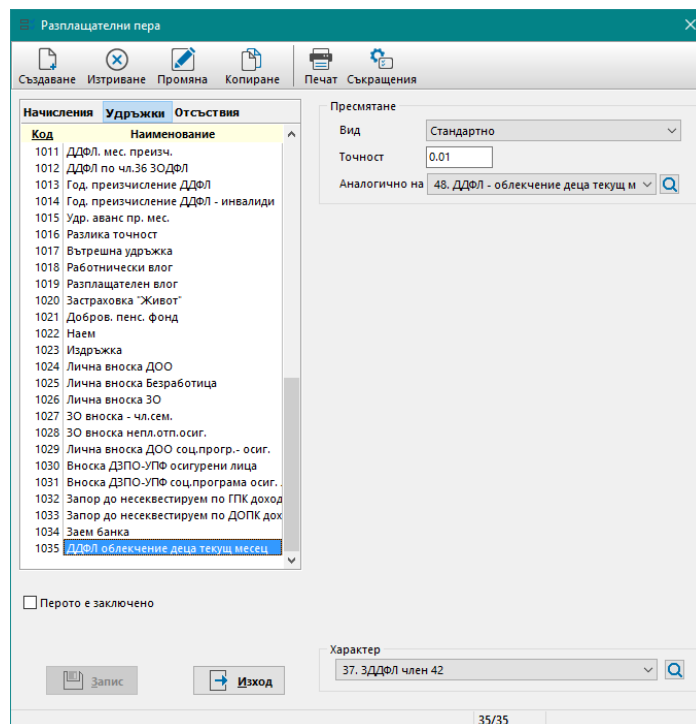 Разплащателни пера
Създаване Изтриване Промяна Копиране Печат Съкращения
Начисления Удръжки Отсъствия
Код Наименование
1011 ДДФЛ. мес. преизч.
1012 ДДФЛ по чл.36 ЗОДФЛ
1013 Год. преизчисление ДДФЛ
1014 Год. преизчисление ДДФЛ - инвалиди
1015 Удр. аванс пр. мес.
1016 Разлика точност
1017 Вътрешна удръжка
1018 Работнически влог
1019 Разплащателен влог
1020 Застраховка "Живот"
1021 Добров. пенс. фонд
1022 Наем
1023 Издръжка
1024 Лична вноска ДОО
1025 Лична вноска Безработица
1026 Лична вноска ЗО
1027 ЗО вноска - чл.сем.
1028 ЗО вноска непл.отп.осиг.
1029 Лична вноска ДОО соц.прогр.- осиг.
1030 Вноска ДЗПО-УПФ осигурени лица
1031 Вноска ДЗПО-УПФ соц.програма осиг. .
1032 Запор до несеквестируем по ГПК доход
1033 Запор до несеквестируем по ДОПК дох
1034 Заем банка
1035 ДДФЛ облекчение деца текущ месец
Пресмятане
Вид Стандартно
Точност 0.01
Аналогично на 48. ДДФЛ - облекчение деца текущ м
Перото е заключено
Запис Изход
Характер
37. ЗДДФЛ член 42
35/35